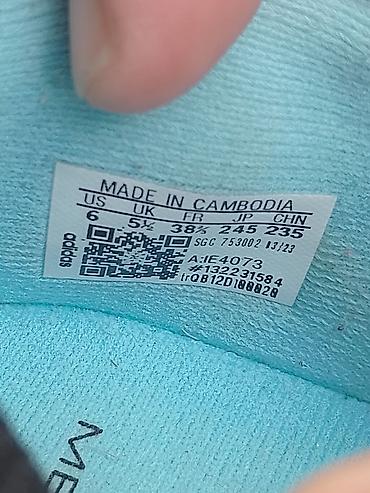 MADE IN CAMBODIA
US UK FR JP CHN
6 5½ 38⅔ 245 235
SGC 753002 03/23
adidas
A:IE4073
#132231584
ME